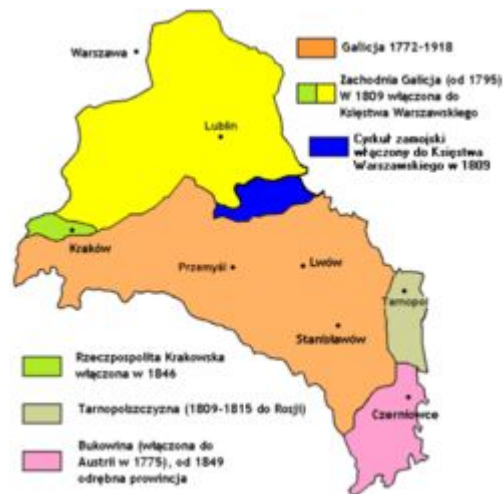 Warszawa
Galicja 1772-1918
Zachodnia Galicja (od 1795)
W 1809 włączona do
Księstwa Warszawskiego
Lublin
Cyrkuł zamojski
włączony do Księstwa
Warszawskiego w 1809
Kraków
Przemyśl
Lwów
Tarnopol
Stanisławów
Rzeczpospolita Krakowska
włączona w 1846
Tarnopolszczyzna (1809-1815 do Rosji)
Czerniowce
Bukowina (włączona do
Austrii w 1775), od 1849
odrębna prowincja